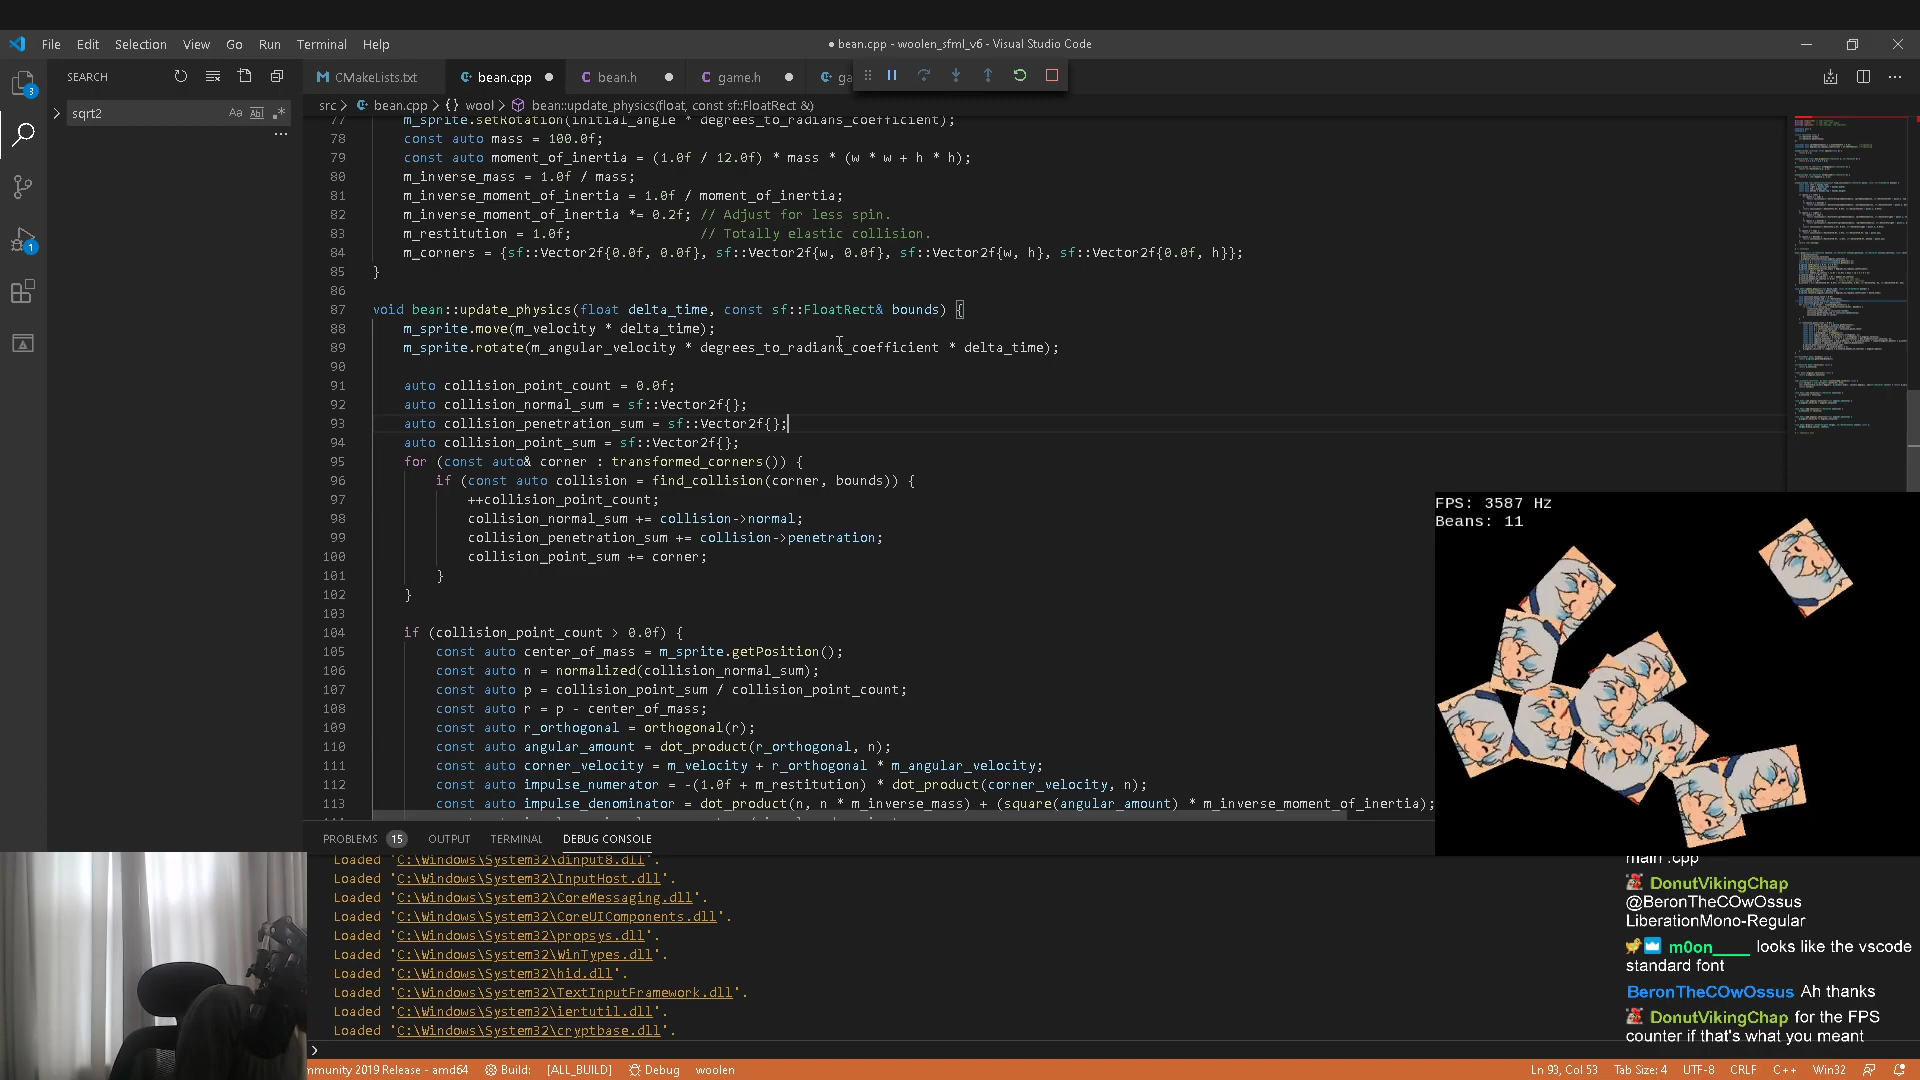 File Edit Selection View Go Run Terminal Help
● bean.cpp - woolen_sfml_v6 - Visual Studio Code
SEARCH
CMakeLists.txt
bean.cpp
bean.h
game.h
ga
sqrt2
src > bean.cpp > {} wool > bean::update_physics(float, const sf::FloatRect &)
77 m_sprite.setRotation(initial_angle * degrees_to_radians_coefficient);
78 const auto mass = 100.0f;
79 const auto moment_of_inertia = (1.0f / 12.0f) * mass * (w * w + h * h);
80 m_inverse_mass = 1.0f / mass;
81 m_inverse_moment_of_inertia = 1.0f / moment_of_inertia;
82 m_inverse_moment_of_inertia *= 0.2f; // Adjust for less spin.
83 m_restitution = 1.0f; // Totally elastic collision.
84 m_corners = {sf::Vector2f{0.0f, 0.0f}, sf::Vector2f{w, 0.0f}, sf::Vector2f{w, h}, sf::Vector2f{0.0f, h}};
85 }
86
87 void bean::update_physics(float delta_time, const sf::FloatRect& bounds) {
88 m_sprite.move(m_velocity * delta_time);
89 m_sprite.rotate(m_angular_velocity * degrees_to_radians_coefficient * delta_time);
90
91 auto collision_point_count = 0.0f;
92 auto collision_normal_sum = sf::Vector2f{};
93 auto collision_penetration_sum = sf::Vector2f{};
94 auto collision_point_sum = sf::Vector2f{};
95 for (const auto& corner : transformed_corners()) {
96 if (const auto collision = find_collision(corner, bounds)) {
97 ++collision_point_count;
98 collision_normal_sum += collision->normal;
99 collision_penetration_sum += collision->penetration;
100 collision_point_sum += corner;
101 }
102 }
103
104 if (collision_point_count > 0.0f) {
105 const auto center_of_mass = m_sprite.getPosition();
106 const auto n = normalized(collision_normal_sum);
107 const auto p = collision_point_sum / collision_point_count;
108 const auto r = p - center_of_mass;
109 const auto r_orthogonal = orthogonal(r);
110 const auto angular_amount = dot_product(r_orthogonal, n);
111 const auto corner_velocity = m_velocity + r_orthogonal * m_angular_velocity;
112 const auto impulse_numerator = -(1.0f + m_restitution) * dot_product(corner_velocity, n);
113 const auto impulse_denominator = dot_product(n, n * m_inverse_mass) + (square(angular_amount) * m_inverse_moment_of_inertia);
FPS: 3587 Hz
Beans: 11
PROBLEMS 15 OUTPUT TERMINAL DEBUG CONSOLE
Loaded 'C:\Windows\System32\dinput8.dll'.
Loaded 'C:\Windows\System32\InputHost.dll'.
Loaded 'C:\Windows\System32\CoreMessaging.dll'.
Loaded 'C:\Windows\System32\CoreUIComponents.dll'.
Loaded 'C:\Windows\System32\propsys.dll'.
Loaded 'C:\Windows\System32\WinTypes.dll'.
Loaded 'C:\Windows\System32\hid.dll'.
Loaded 'C:\Windows\System32\TextInputFramework.dll'.
Loaded 'C:\Windows\System32\iertutil.dll'.
Loaded 'C:\Windows\System32\cryptbase.dll'.
main .cpp
DonutVikingChap
@BeronTheCOwOssus
LiberationMono-Regular
m0on____ looks like the vscode
standard font
BeronTheCOwOssus Ah thanks
DonutVikingChap for the FPS
counter if that's what you meant
mmunity 2019 Release - amd64 Build: [ALL_BUILD] Debug woolen
Ln 93, Col 53 Tab Size: 4 UTF-8 CRLF C++ Win32